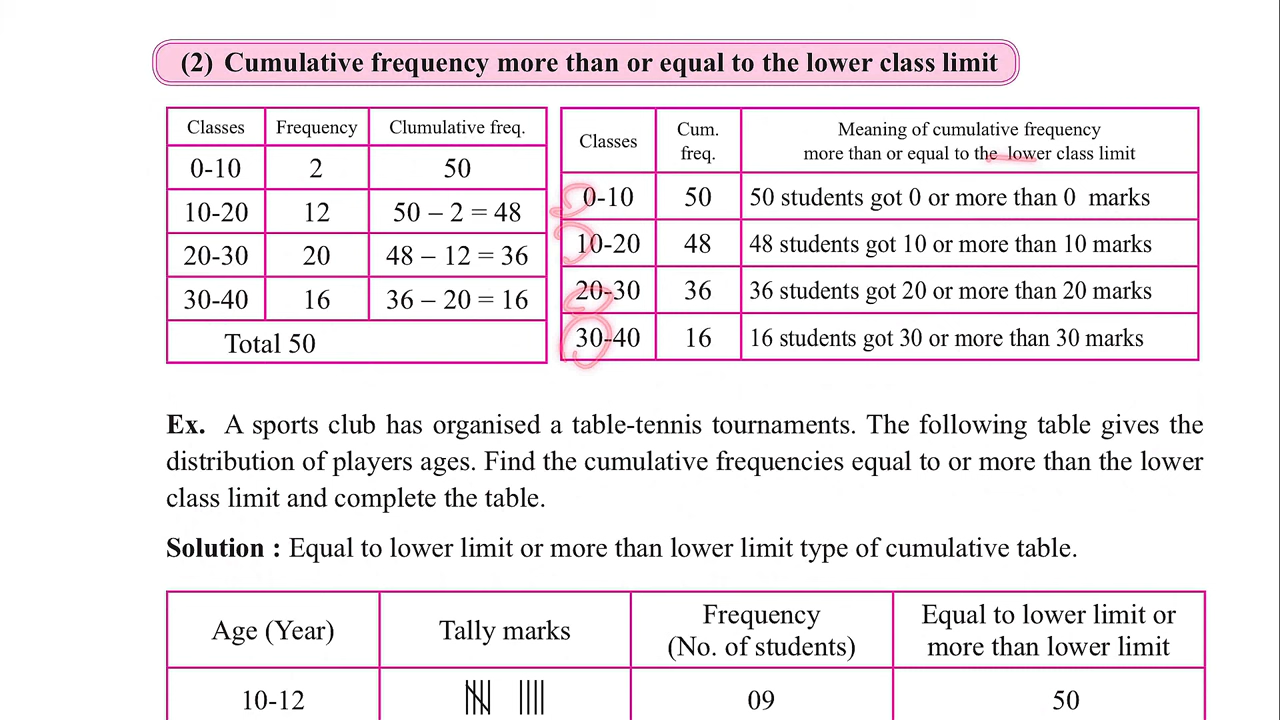 (2) Cumulative frequency more than or equal to the lower class limit
Classes Frequency Clumulative freq.
0-10 2 50
10-20 12 50 – 2 = 48
20-30 20 48 – 12 = 36
30-40 16 36 – 20 = 16
Total 50
Classes Cum. freq. Meaning of cumulative frequency
more than or equal to the lower class limit
0-10 50 50 students got 0 or more than 0 marks
10-20 48 48 students got 10 or more than 10 marks
20-30 36 36 students got 20 or more than 20 marks
30-40 16 16 students got 30 or more than 30 marks
Ex. A sports club has organised a table-tennis tournaments. The following table gives the
distribution of players ages. Find the cumulative frequencies equal to or more than the lower
class limit and complete the table.
Solution : Equal to lower limit or more than lower limit type of cumulative table.
Age (Year) Tally marks Frequency
(No. of students) Equal to lower limit or
more than lower limit
10-12 09 50